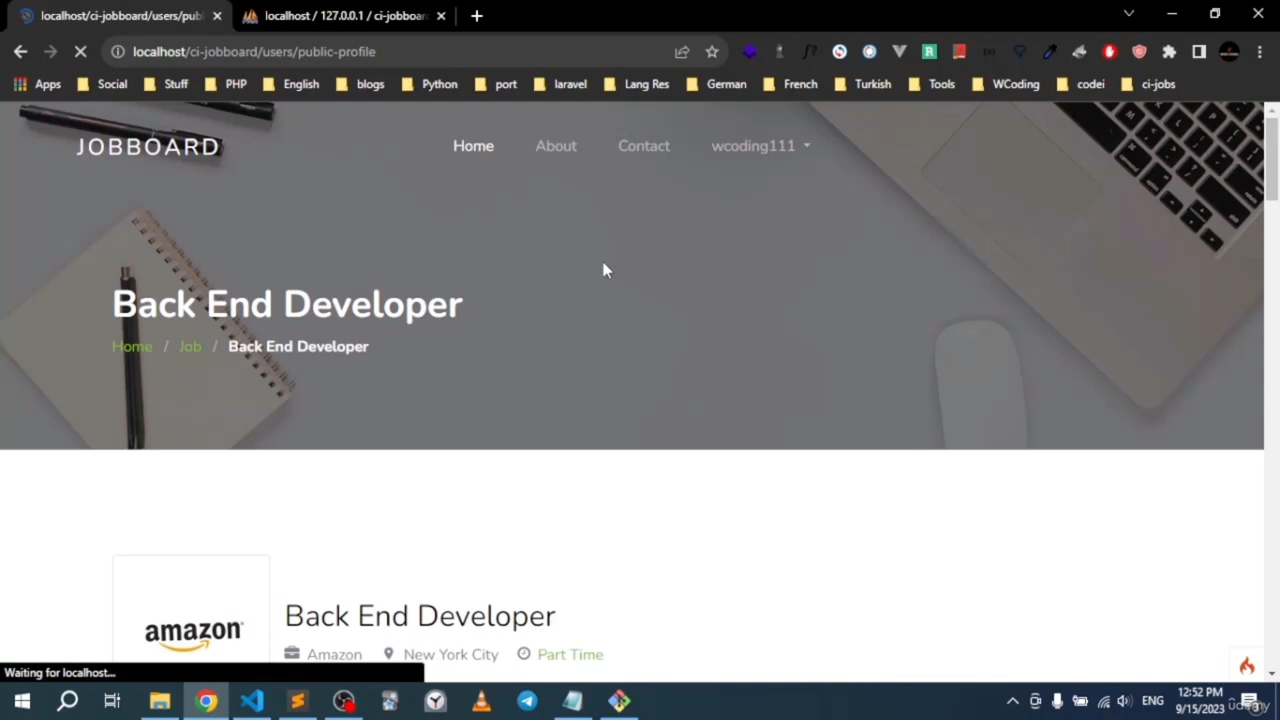 localhost/ci-jobboard/users/publ
localhost / 127.0.0.1 / ci-jobboar
localhost/ci-jobboard/users/public-profile
Apps Social Stuff PHP English blogs Python port laravel Lang Res German French Turkish Tools WCoding codei ci-jobs
JOBBOARD Home About Contact wcoding111
Back End Developer
Home / Job / Back End Developer
amazon
Back End Developer
Amazon New York City Part Time
Waiting for localhost...
ENG
12:52 PM
9/15/2023
udemy